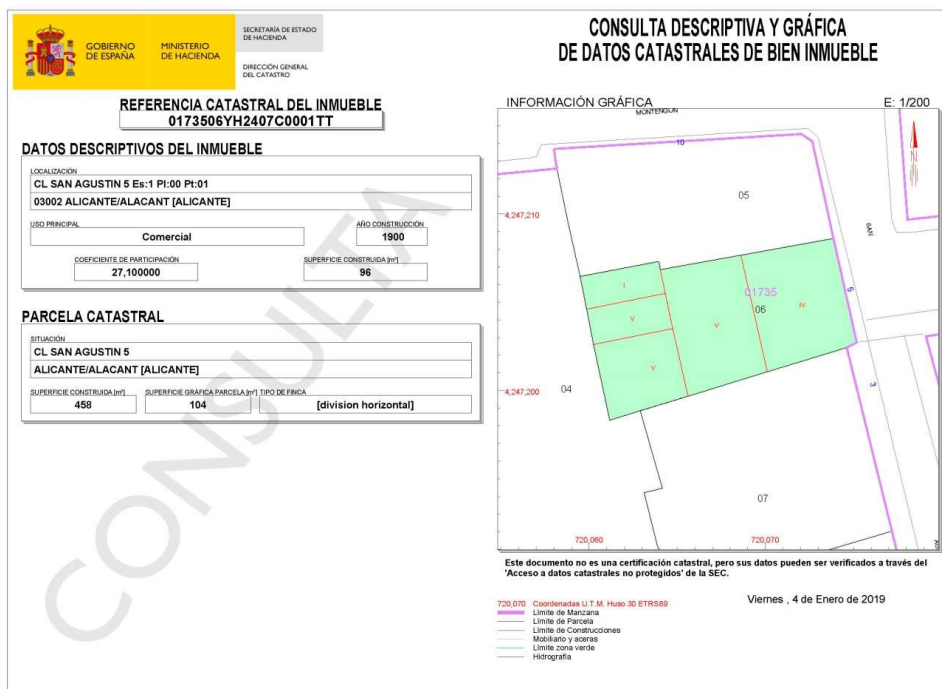 GOBIERNO
DE ESPAÑA
MINISTERIO
DE HACIENDA
SECRETARÍA DE ESTADO
DE HACIENDA
DIRECCIÓN GENERAL
DEL CATASTRO
CONSULTA DESCRIPTIVA Y GRÁFICA
DE DATOS CATASTRALES DE BIEN INMUEBLE
REFERENCIA CATASTRAL DEL INMUEBLE
0173506YH2407C0001TT
DATOS DESCRIPTIVOS DEL INMUEBLE
LOCALIZACIÓN
CL SAN AGUSTIN 5 Es:1 Pl:00 Pt:01
03002 ALICANTE/ALACANT [ALICANTE]
USO PRINCIPAL
Comercial
AÑO CONSTRUCCIÓN
1900
COEFICIENTE DE PARTICIPACIÓN
27,100000
SUPERFICIE CONSTRUIDA [m²]
96
PARCELA CATASTRAL
SITUACIÓN
CL SAN AGUSTIN 5
ALICANTE/ALACANT [ALICANTE]
SUPERFICIE CONSTRUIDA [m²]
458
SUPERFICIE GRÁFICA PARCELA [m²]
104
TIPO DE FINCA
[division horizontal]
CONSULTA
INFORMACIÓN GRÁFICA
E: 1/200
MONTENGON
10
05
4,247,210
SAN
I
01735
5
06
IV
V
V
V
4,247,200
04
3
07
720,060
720,070
Este documento no es una certificación catastral, pero sus datos pueden ser verificados a través del
'Acceso a datos catastrales no protegidos' de la SEC.
720,070 Coordenadas U.T.M. Huso 30 ETRS89
Límite de Manzana
Límite de Parcela
Límite de Construcciones
Mobiliario y aceras
Límite zona verde
Hidrografía
Viernes , 4 de Enero de 2019